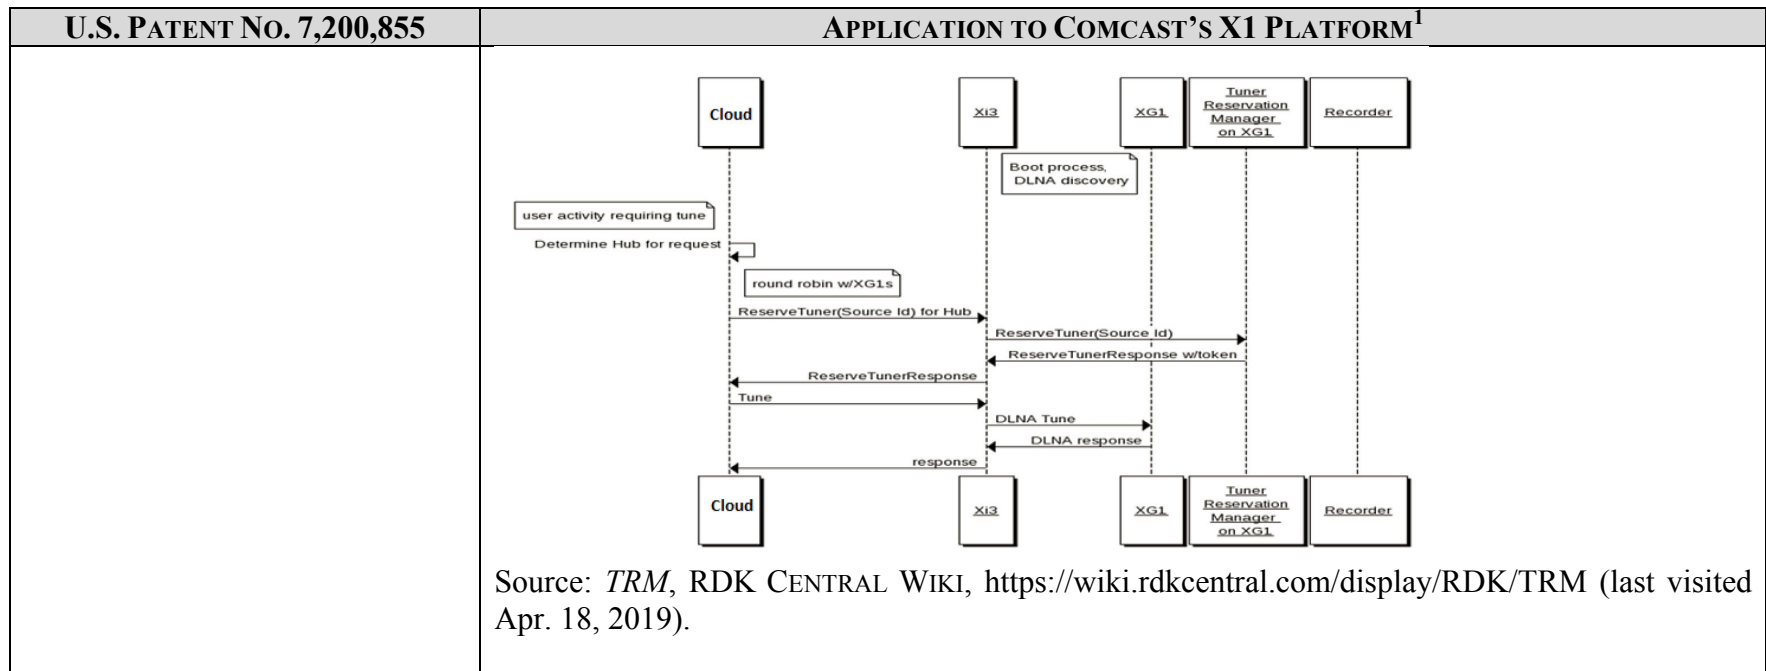 U.S. PATENT NO. 7,200,855
APPLICATION TO COMCAST’S X1 PLATFORM1
Cloud
Xi3
XG1
Tuner
Reservation
Manager
on XG1
Recorder
Boot process,
DLNA discovery
user activity requiring tune
Determine Hub for request
round robin w/XG1s
ReserveTuner(Source Id) for Hub
ReserveTuner(Source Id)
ReserveTunerResponse w/token
ReserveTunerResponse
Tune
DLNA Tune
DLNA response
response
Cloud
Xi3
XG1
Tuner
Reservation
Manager
on XG1
Recorder
Source: TRM, RDK CENTRAL WIKI, https://wiki.rdkcentral.com/display/RDK/TRM (last visited
Apr. 18, 2019).